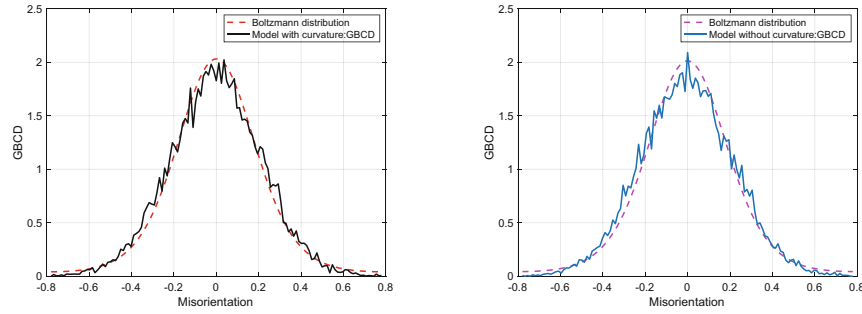 2.5
Boltzmann distribution
Model with curvature:GBCD
2
1.5
GBCD
1
0.5
0
-0.8 -0.6 -0.4 -0.2 0 0.2 0.4 0.6 0.8
Misorientation
2.5
Boltzmann distribution
Model without curvature:GBCD
2
1.5
GBCD
1
0.5
0
-0.8 -0.6 -0.4 -0.2 0 0.2 0.4 0.6 0.8
Misorientation